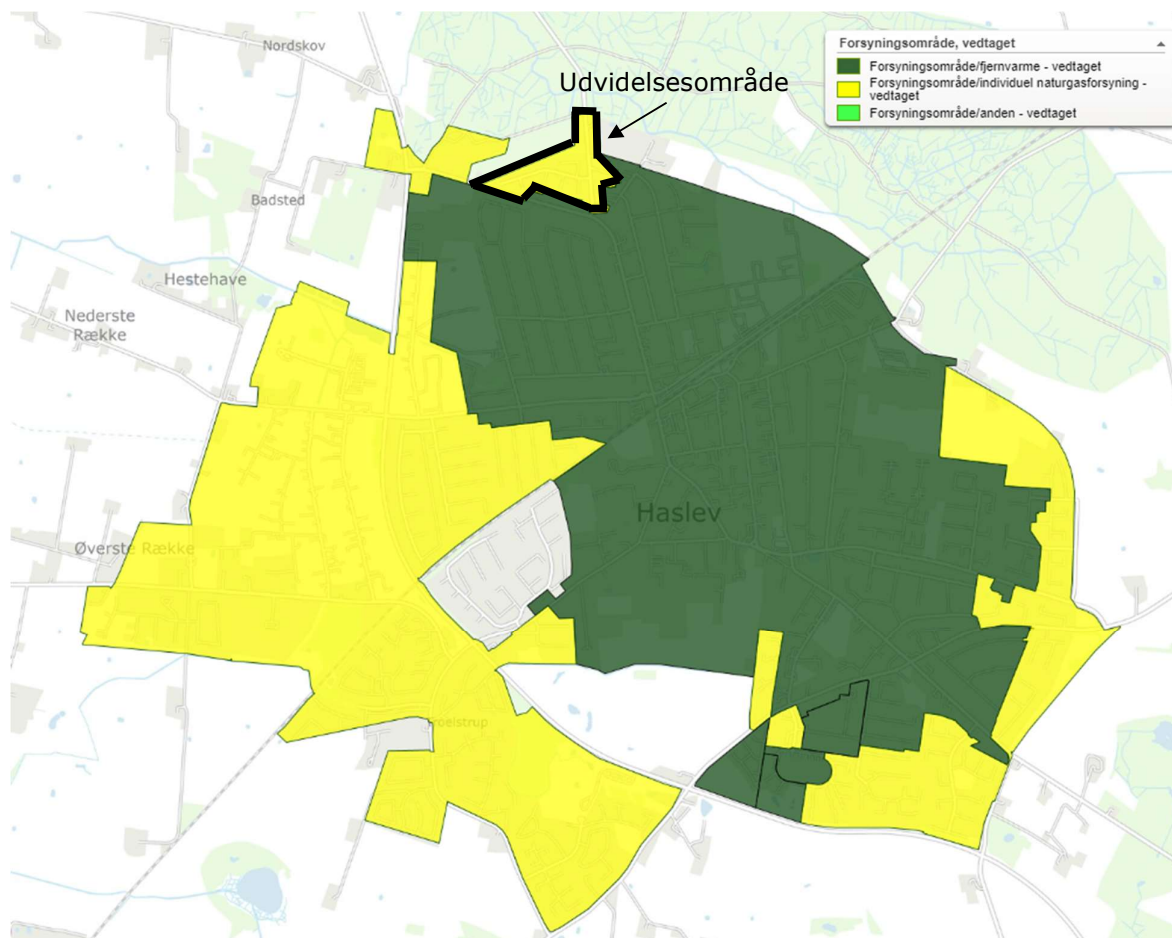 Nordskov
Udvidelsesområde
Forsyningsområde, vedtaget
Forsyningsområde/fjernvarme - vedtaget
Forsyningsområde/individuel naturgasforsyning -
vedtaget
Forsyningsområde/anden - vedtaget
Badsted
Hestehave
Nederste
Række
Haslev
Øverste Række
Troelstrup